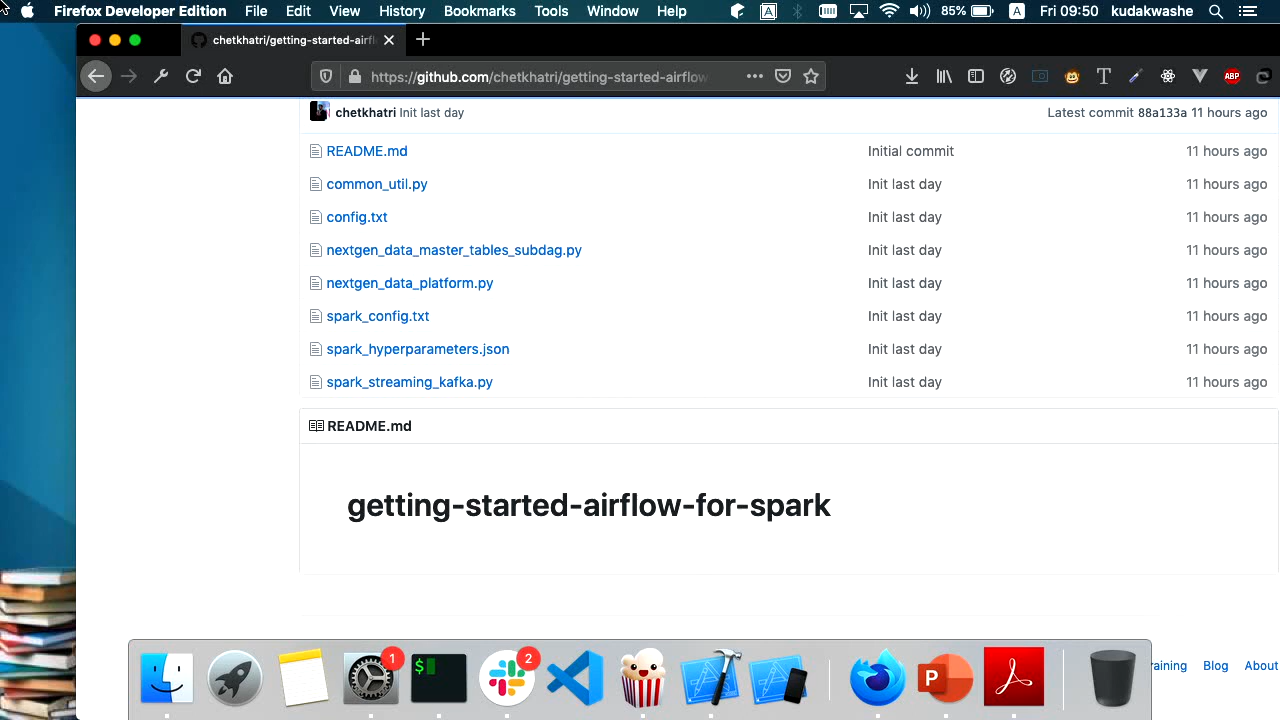 Firefox Developer Edition File Edit View History Bookmarks Tools Window Help A 85% A Fri 09:50 kudakwashe
chetkhatri/getting-started-airfl
https://github.com/chetkhatri/getting-started-airflow T ABP
chetkhatri Init last day Latest commit 88a133a 11 hours ago
README.md Initial commit 11 hours ago
common_util.py Init last day 11 hours ago
config.txt Init last day 11 hours ago
nextgen_data_master_tables_subdag.py Init last day 11 hours ago
nextgen_data_platform.py Init last day 11 hours ago
spark_config.txt Init last day 11 hours ago
spark_hyperparameters.json Init last day 11 hours ago
spark_streaming_kafka.py Init last day 11 hours ago
README.md
getting-started-airflow-for-spark
1 $ 2 P
raining Blog About